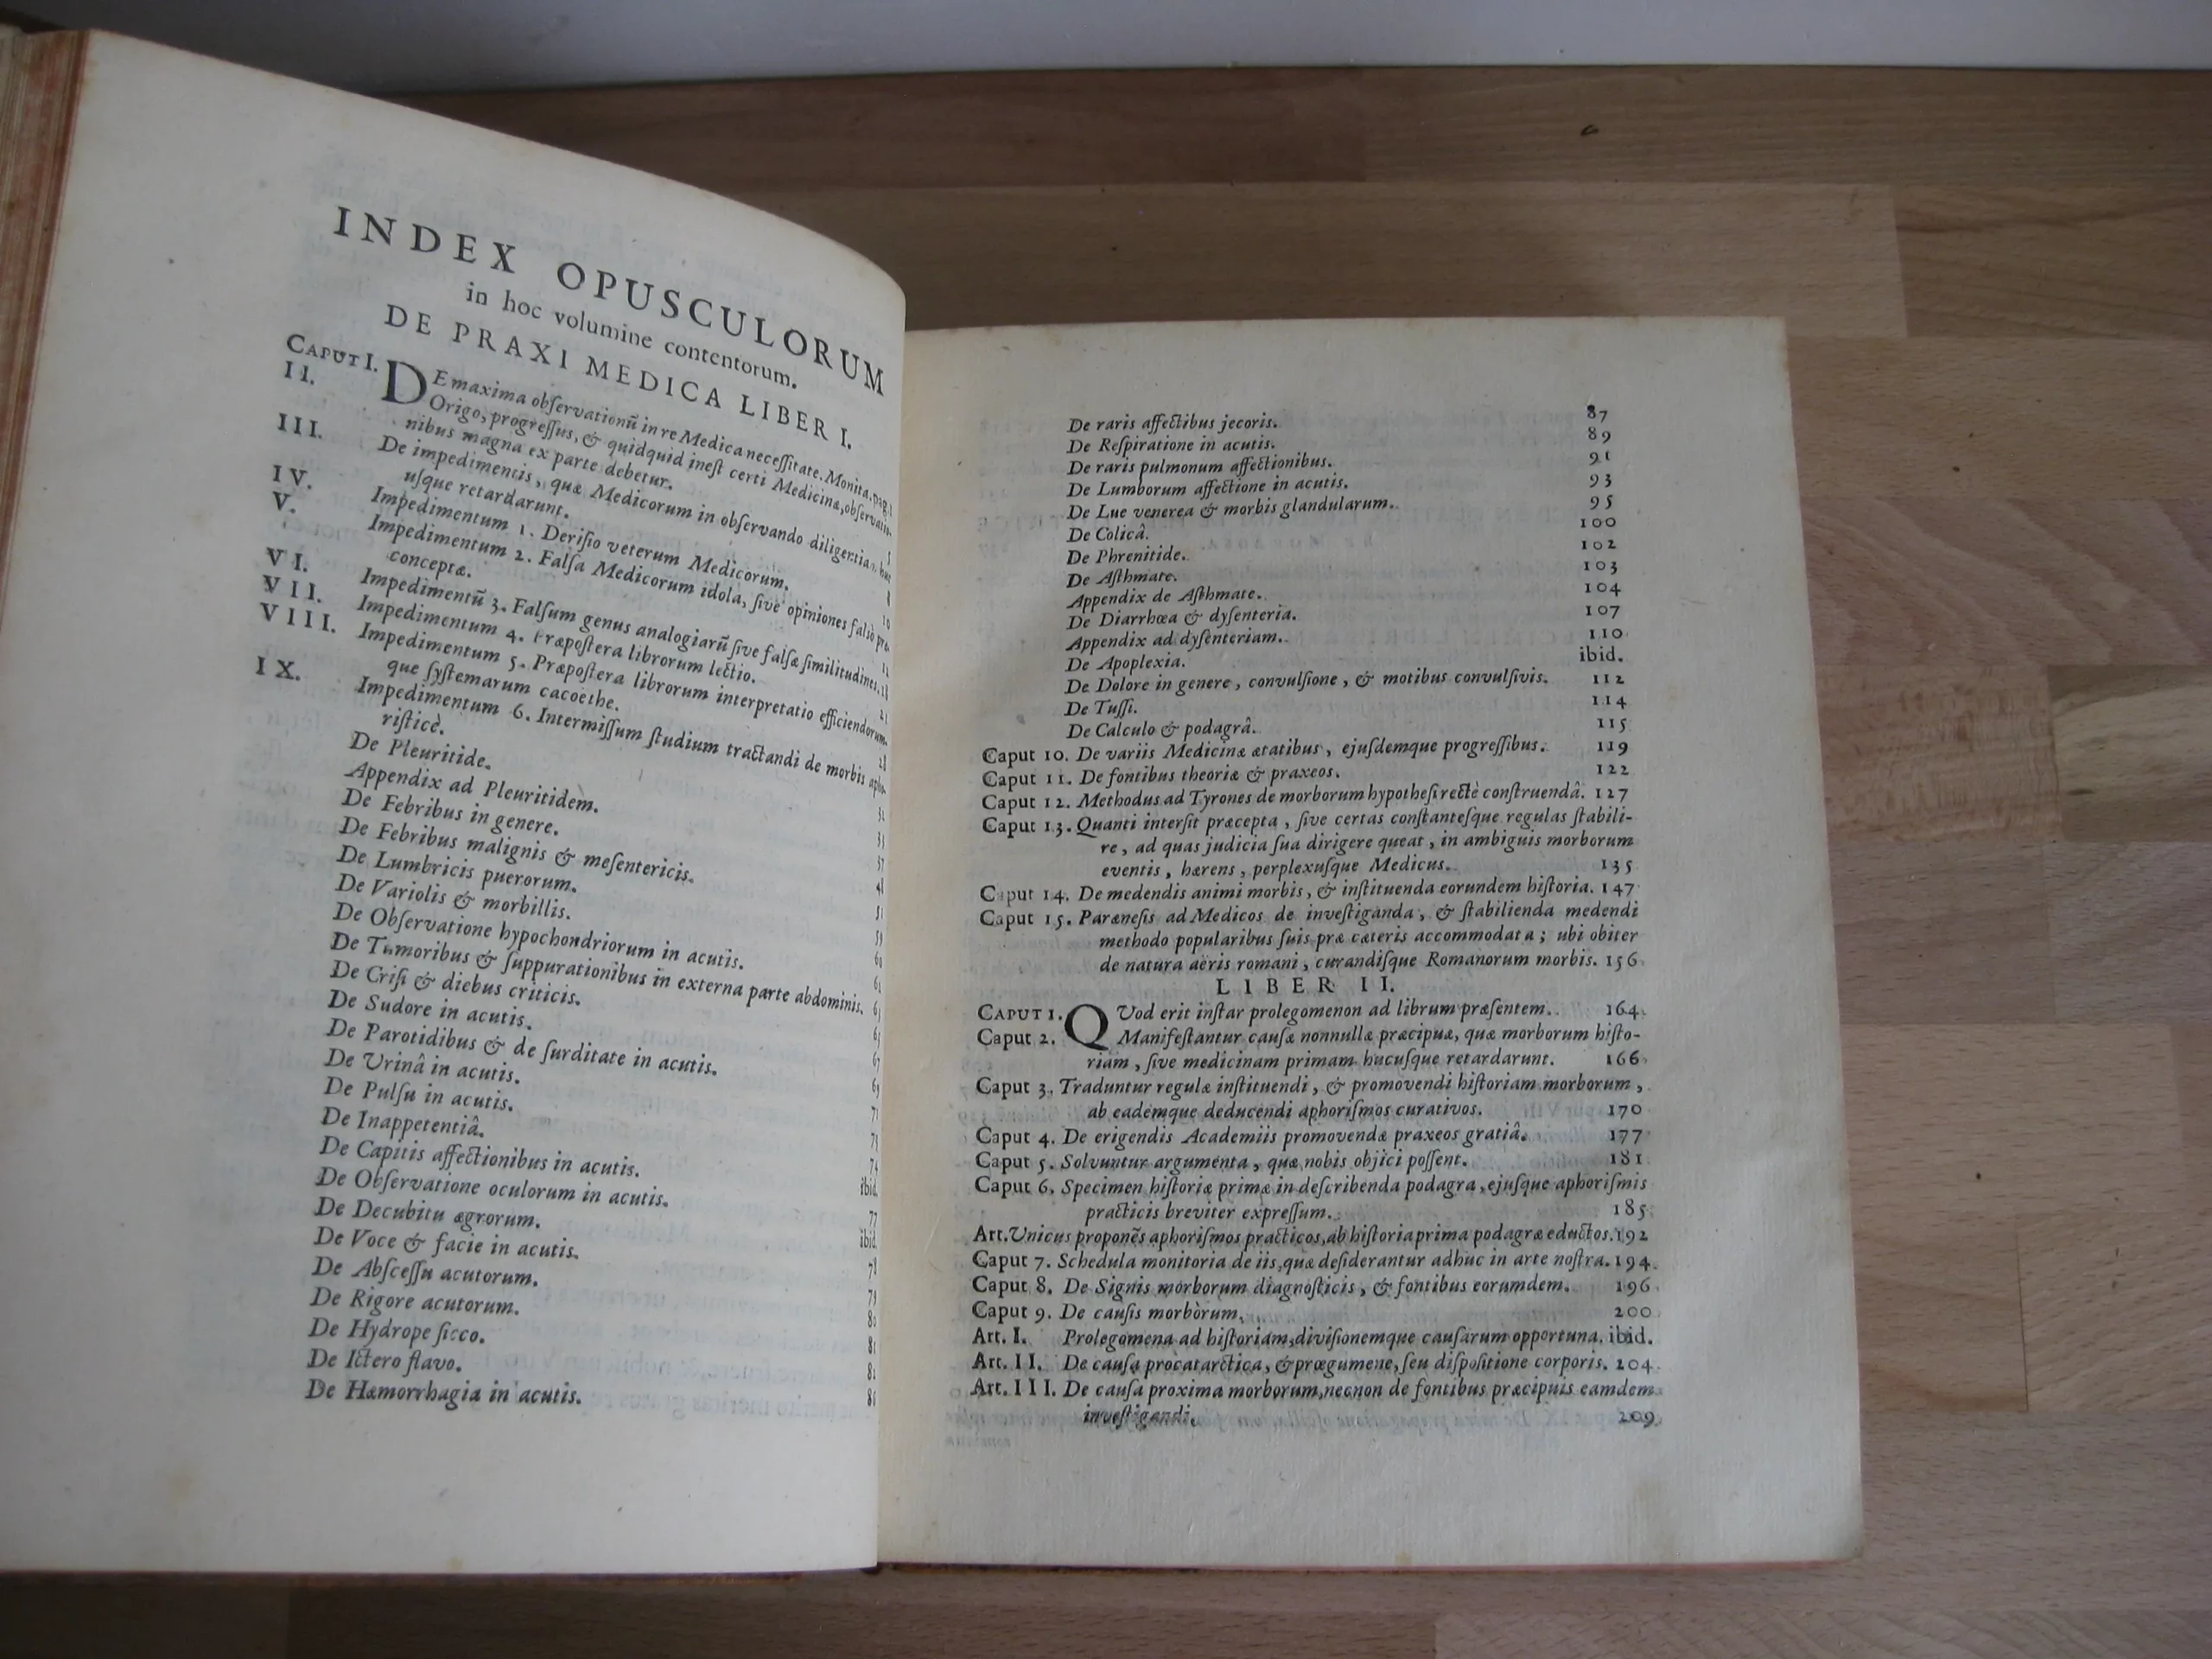 INDEX OPUSCULORUM
in hoc volumine contentorum.
DE PRAXI MEDICA LIBER I.
CAPUT I. DE maxima obſervationũ in re Medica neceſſitate. Monita. pag.
II. Origo, progreſſus, & quidquid ineſt certi Medicinæ, obſervatio-
nibus magna ex parte debetur.
III. De impedimentis, quæ Medicorum in obſervando diligentiam huc
uſque retardarunt.
IV. Impedimentum 1. Deriſio veterum Medicorum.
V. Impedimentum 2. Falſa Medicorum idola, ſive opiniones falsò præ-
conceptæ.
VI. Impedimentũ 3. Falſum genus analogiarũ ſive falſæ ſimilitudines.
VII. Impedimentum 4. Præpoſtera librorum lectio.
VIII. Impedimentum 5. Præpoſtera librorum interpretatio efficiendorum-
que ſyſtemarum cacoethe.
IX. Impedimentum 6. Intermiſſum ſtudium tractandi de morbis apho-
riſticè.
De Pleuritide.
Appendix ad Pleuritidem.
De Febribus in genere.
De Febribus malignis & meſentericis.
De Lumbricis puerorum.
De Variolis & morbillis.
De Obſervatione hypochondriorum in acutis.
De Tumoribus & ſuppurationibus in externa parte abdominis.
De Criſi & diebus criticis.
De Sudore in acutis.
De Parotidibus & de ſurditate in acutis.
De Urinâ in acutis.
De Pulſu in acutis.
De Inappetentiâ.
De Capitis affectionibus in acutis.
De Obſervatione oculorum in acutis. ibid.
De Decubitu ægrorum. 77
De Voce & facie in acutis. ibid.
De Abſceſſu acutorum.
De Rigore acutorum.
De Hydrope ſicco.
De Ictero flavo.
De Hæmorrhagia in acutis.
De raris affectibus jecoris. 87
De Reſpiratione in acutis. 89
De raris pulmonum affectionibus. 91
De Lumborum affectione in acutis. 93
De Lue venerea & morbis glandularum. 95
De Colicâ. 100
De Phrenitide. 102
De Aſthmate. 103
Appendix de Aſthmate. 104
De Diarrhœa & dyſenteria. 107
Appendix ad dyſenteriam. 110
De Apoplexia. ibid.
De Dolore in genere, convulſione, & motibus convulſivis. 112
De Tuſſi. 114
De Calculo & podagrâ. 115
Caput 10. De variis Medicinæ ætatibus, ejuſdemque progreſſibus. 119
Caput 11. De fontibus theoriæ & praxeos. 122
Caput 12. Methodus ad Tyrones de morborum hypotheſi rectè conſtruendâ. 127
Caput 13. Quanti interſit præcepta, ſive certas conſtanteſque regulas ſtabili-
re, ad quas judicia ſua dirigere queat, in ambiguis morborum
eventis, hærens, perplexuſque Medicus. 135
Caput 14. De medendis animi morbis, & inſtituenda eorundem hiſtoria. 147
Caput 15. Parænesis ad Medicos de inveſtiganda, & ſtabilienda medendi
methodo popularibus ſuis præ cæteris accommodata; ubi obiter
de natura aëris romani, curandiſque Romanorum morbis. 156
LIBER II.
CAPUT 1. QUod erit inſtar prolegomenon ad librum præſentem. 164
Caput 2. Manifeſtantur cauſæ nonnullæ præcipuæ, quæ morborum hiſto-
riam, ſive medicinam primam hucuſque retardarunt. 166
Caput 3. Traduntur regulæ inſtituendi, & promovendi hiſtoriam morborum,
ab eademque deducendi aphoriſmos curativos. 170
Caput 4. De erigendis Academiis promovendæ praxeos gratiâ. 177
Caput 5. Solvuntur argumenta, quæ nobis objici poſſent. 181
Caput 6. Specimen hiſtoriæ primæ in deſcribenda podagra, ejuſque aphoriſmis
practicis breviter expreſſum. 185
Art. Unicus proponẽs aphoriſmos practicos, ab hiſtoria prima podagræ eductos. 192
Caput 7. Schedula monitoria de iis, quæ deſiderantur adhuc in arte noſtra. 194
Caput 8. De Signis morborum diagnoſticis, & fontibus eorumdem. 196
Caput 9. De cauſis morborum. 200
Art. I. Prolegomena ad hiſtoriam, diviſionemque cauſarum opportuna. ibid.
Art. II. De cauſa procatarctica, & proegumene, ſeu diſpoſitione corporis. 204
Art. III. De cauſa proxima morborum, necnon de fontibus præcipuis eamdem
inveſtigandi. 209